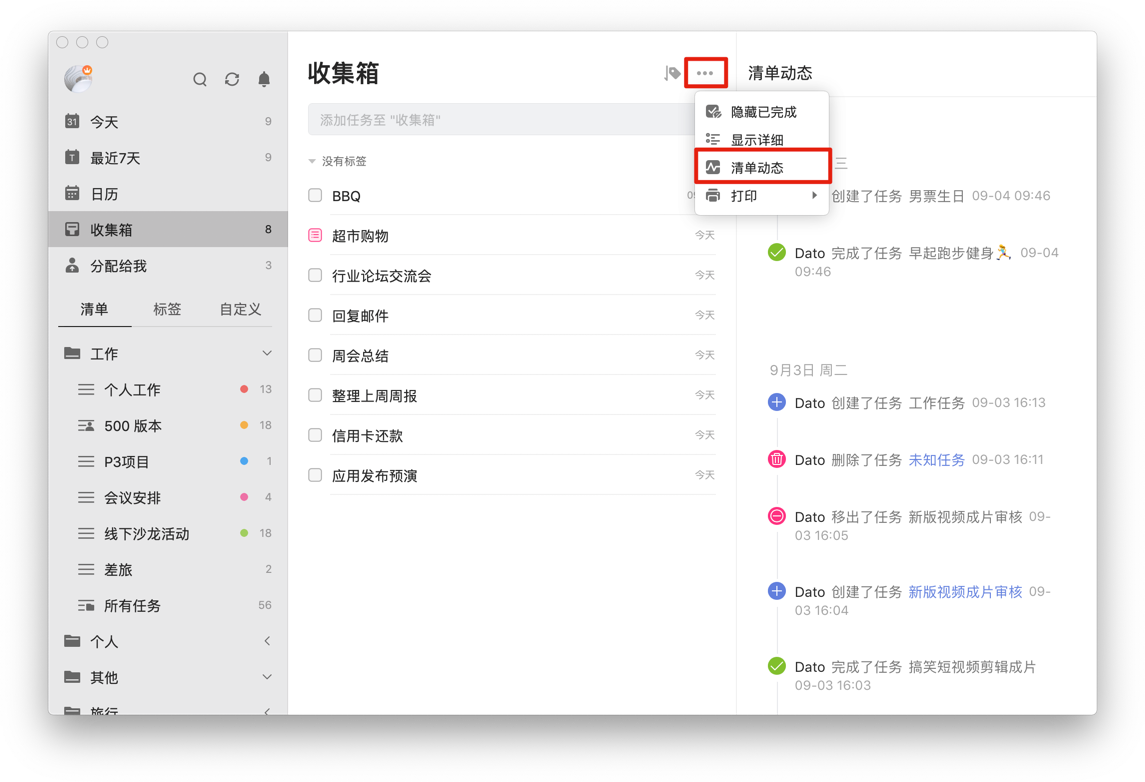 31 今天 9
T 最近7天 9
日历
收集箱 8
分配给我 3
清单 标签 自定义
工作
个人工作 13
500 版本 18
P3项目 1
会议安排 4
线下沙龙活动 18
差旅 2
所有任务 56
个人
其他
旅行
收集箱
添加任务至 "收集箱"
没有标签
BBQ
超市购物 今天
行业论坛交流会 今天
回复邮件 今天
周会总结 今天
整理上周周报 今天
信用卡还款 今天
应用发布预演 今天
隐藏已完成
显示详细
清单动态
打印
清单动态
三
创建了任务 男票生日 09-04 09:46
Dato 完成了任务 早起跑步健身🏃 09-04
09:46
9月3日 周二
Dato 创建了任务 工作任务 09-03 16:13
Dato 删除了任务 未知任务 09-03 16:11
Dato 移出了任务 新版视频成片审核 09-
03 16:05
Dato 创建了任务 新版视频成片审核 09-
03 16:04
Dato 完成了任务 搞笑短视频剪辑成片
09-03 16:03